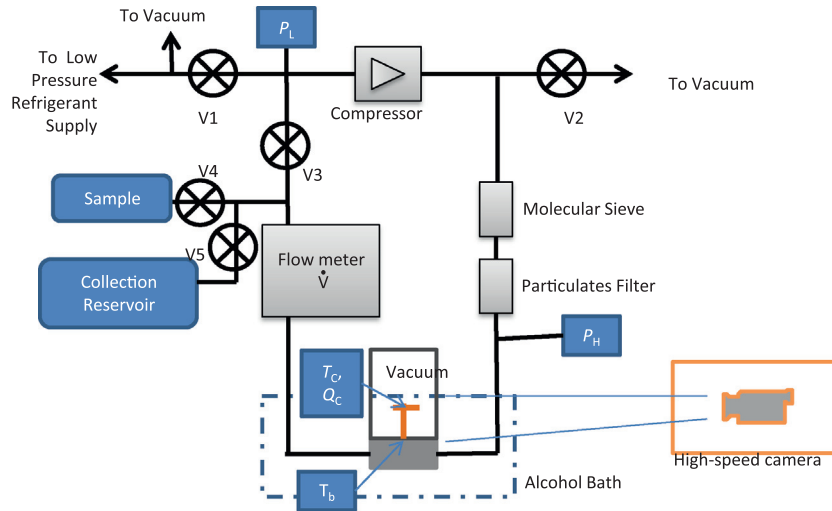 To Vacuum
P_L
To Low
Pressure
Refrigerant
Supply
V1
Compressor
V2
To Vacuum
V3
V4
Sample
V5
Molecular Sieve
Collection
Reservoir
Flow meter
V̇
Particulates Filter
P_H
T_C,
Q_C
Vacuum
High-speed camera
T_b
Alcohol Bath